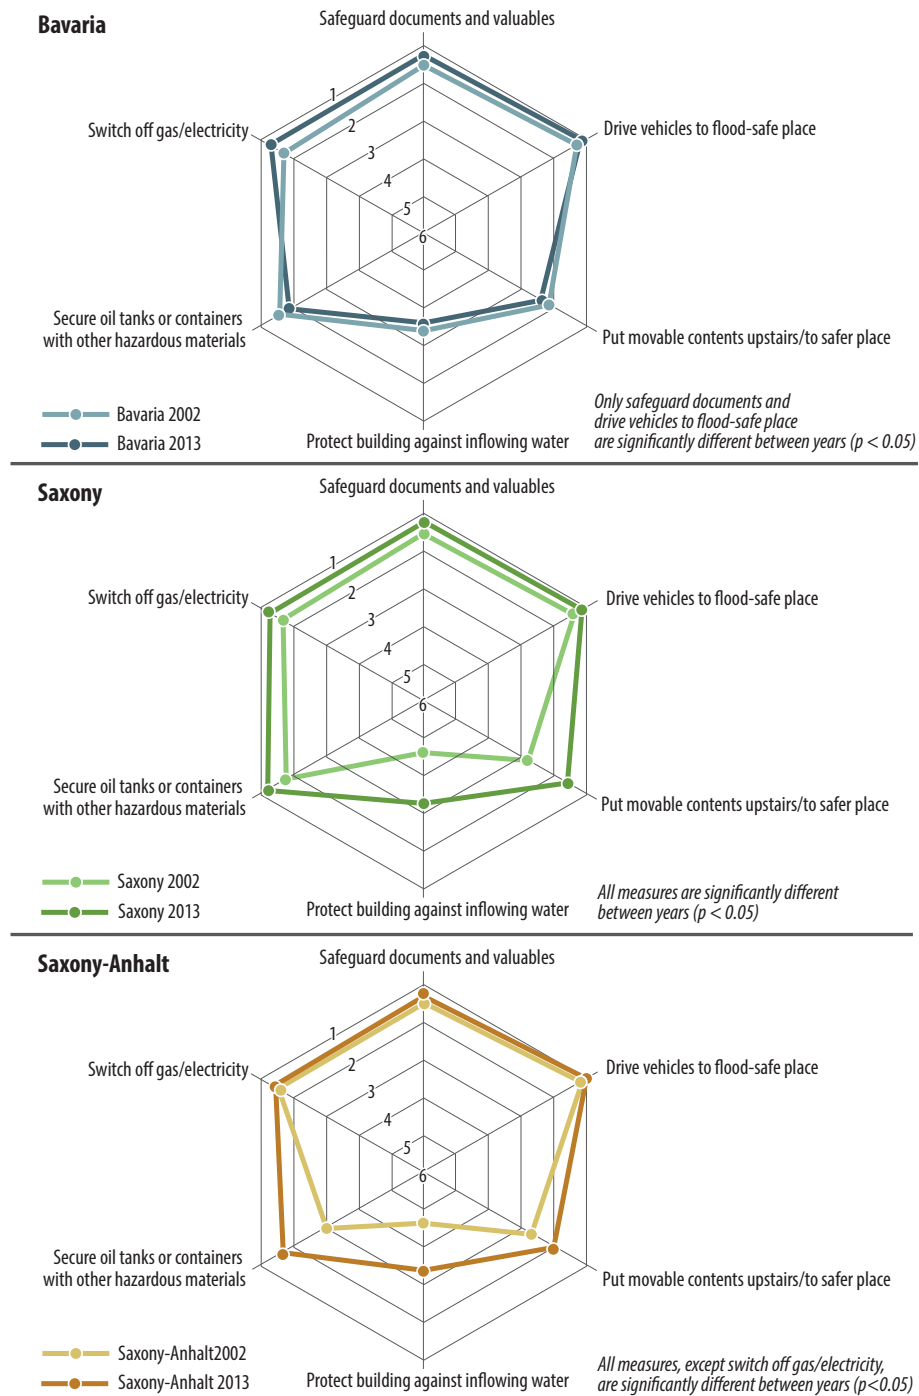 Bavaria
Safeguard documents and valuables
1
2
3
4
5
6
Switch off gas/electricity
Drive vehicles to flood-safe place
Secure oil tanks or containers
with other hazardous materials
Put movable contents upstairs/to safer place
Bavaria 2002
Bavaria 2013
Protect building against inflowing water
Only safeguard documents and
drive vehicles to flood-safe place
are significantly different between years (p < 0.05)
Saxony
Safeguard documents and valuables
1
2
3
4
5
6
Switch off gas/electricity
Drive vehicles to flood-safe place
Secure oil tanks or containers
with other hazardous materials
Put movable contents upstairs/to safer place
Saxony 2002
Saxony 2013
Protect building against inflowing water
All measures are significantly different
between years (p < 0.05)
Saxony-Anhalt
Safeguard documents and valuables
1
2
3
4
5
6
Switch off gas/electricity
Drive vehicles to flood-safe place
Secure oil tanks or containers
with other hazardous materials
Put movable contents upstairs/to safer place
Saxony-Anhalt2002
Saxony-Anhalt 2013
Protect building against inflowing water
All measures, except switch off gas/electricity,
are significantly different between years (p<0.05)